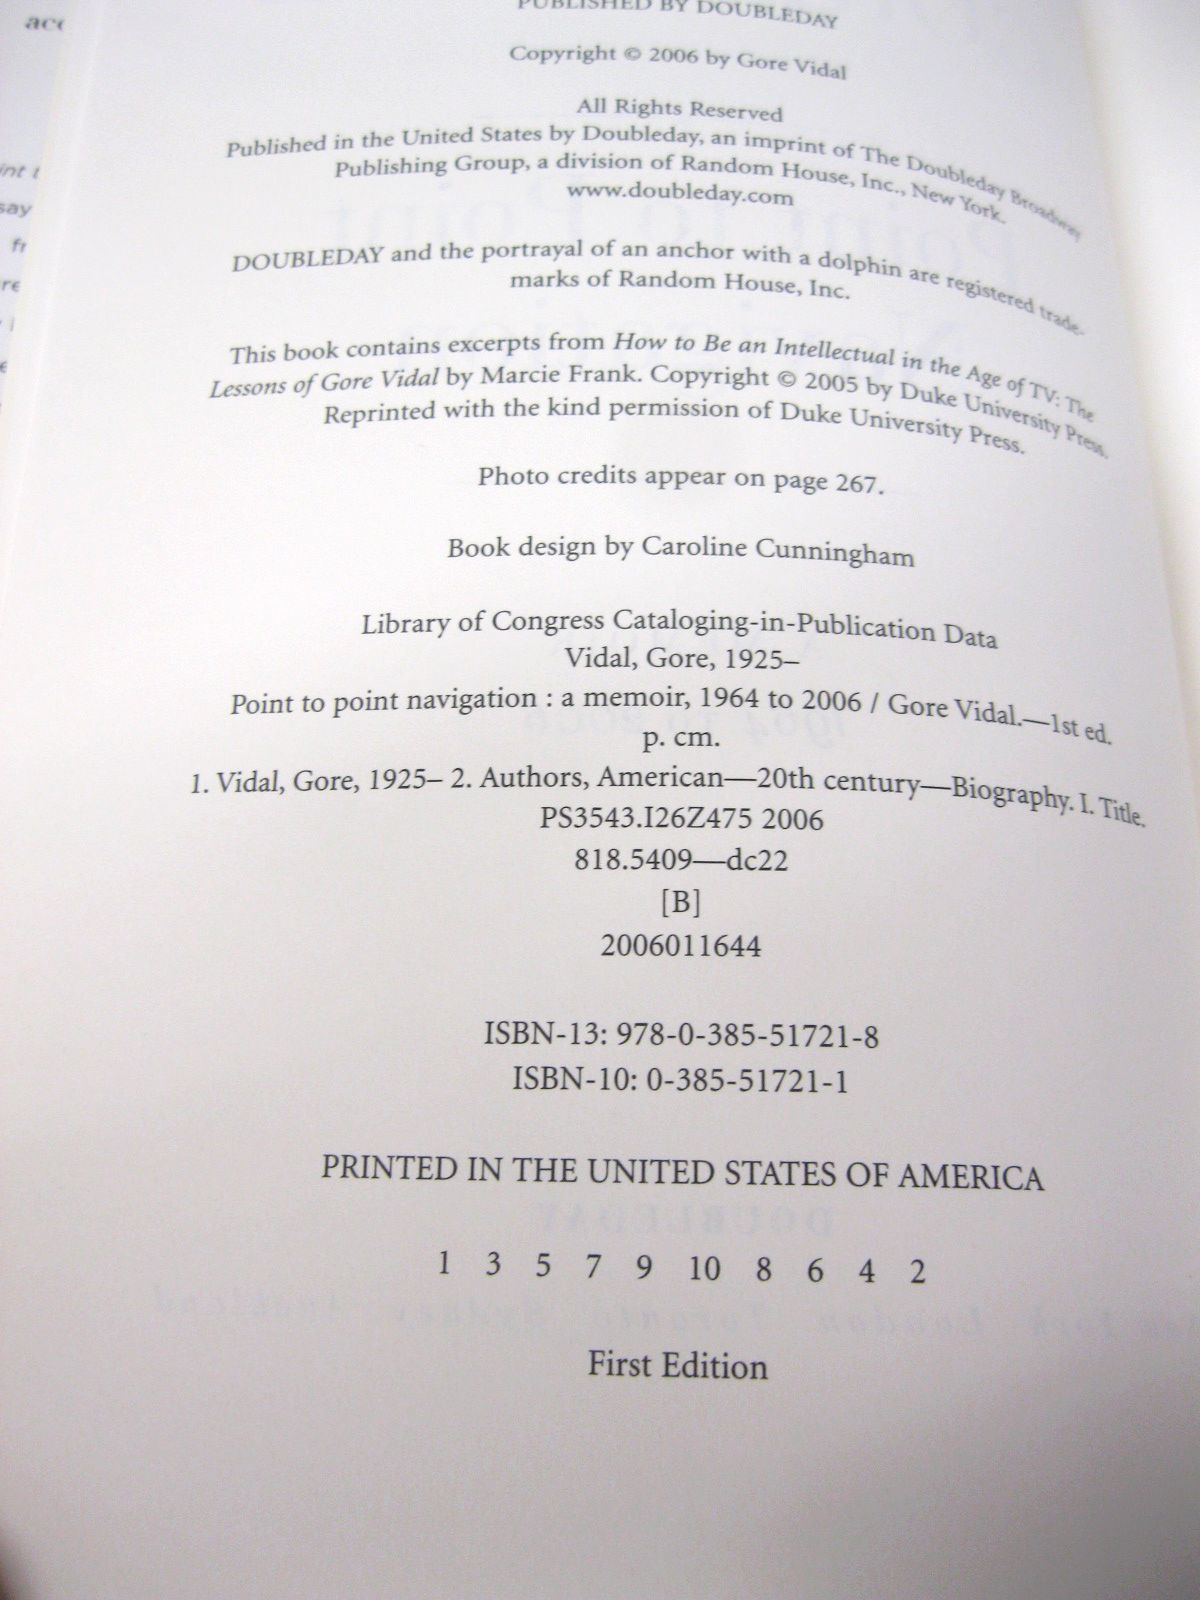 acc
PUBLISHED BY DOUBLEDAY
Copyright © 2006 by Gore Vidal
All Rights Reserved
Published in the United States by Doubleday, an imprint of The Doubleday Broadway
Publishing Group, a division of Random House, Inc., New York.
www.doubleday.com
DOUBLEDAY and the portrayal of an anchor with a dolphin are registered trade-
marks of Random House, Inc.
This book contains excerpts from How to Be an Intellectual in the Age of TV: The
Lessons of Gore Vidal by Marcie Frank. Copyright © 2005 by Duke University Press.
Reprinted with the kind permission of Duke University Press.
Photo credits appear on page 267.
Book design by Caroline Cunningham
Library of Congress Cataloging-in-Publication Data
Vidal, Gore, 1925–
Point to point navigation : a memoir, 1964 to 2006 / Gore Vidal.—1st ed.
p. cm.
1. Vidal, Gore, 1925– 2. Authors, American—20th century—Biography. I. Title.
PS3543.I26Z475 2006
818.5409—dc22
[B]
2006011644
ISBN-13: 978-0-385-51721-8
ISBN-10: 0-385-51721-1
PRINTED IN THE UNITED STATES OF AMERICA
1 3 5 7 9 10 8 6 4 2
First Edition